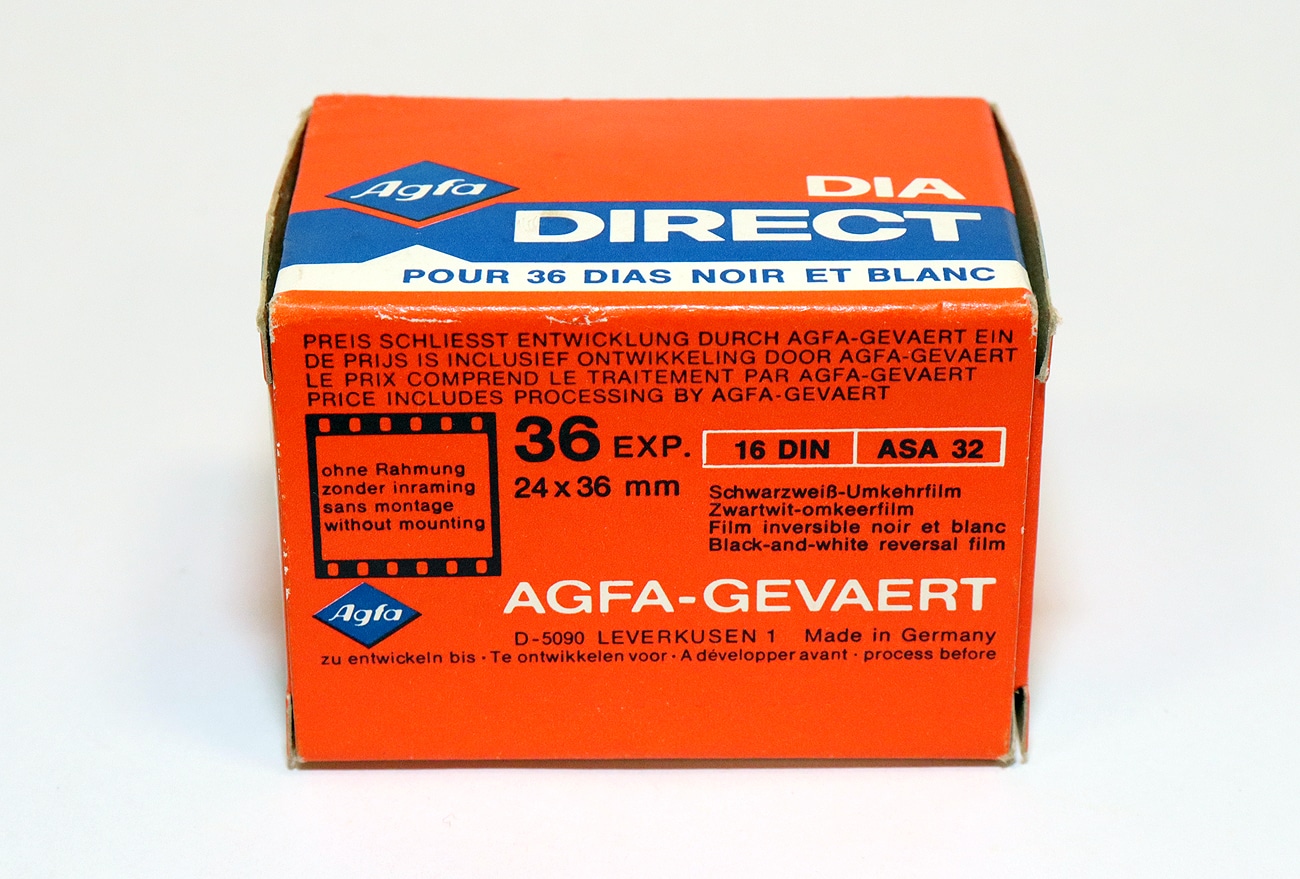 Agfa
DIA
DIRECT
POUR 36 DIAS NOIR ET BLANC
PREIS SCHLIESST ENTWICKLUNG DURCH AGFA-GEVAERT EIN
DE PRIJS IS INCLUSIEF ONTWIKKELING DOOR AGFA-GEVAERT
LE PRIX COMPREND LE TRAITEMENT PAR AGFA-GEVAERT
PRICE INCLUDES PROCESSING BY AGFA-GEVAERT
36 EXP.
24 x 36 mm
16 DIN
ASA 32
ohne Rahmung
zonder inraming
sans montage
without mounting
Schwarzweiß-Umkehrfilm
Zwartwit-omkeerfilm
Film inversible noir et blanc
Black-and-white reversal film
Agfa
AGFA-GEVAERT
D-5090 LEVERKUSEN 1 Made in Germany
zu entwickeln bis · Te ontwikkelen voor · A développer avant · process before